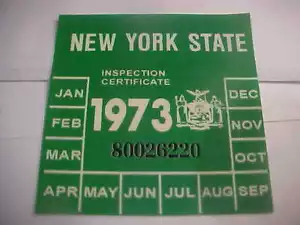 NEW YORK STATE
INSPECTION
CERTIFICATE
JAN
DEC
1973
FEB
NOV
80026220
MAR
OCT
APR MAY JUN JUL AUG SEP